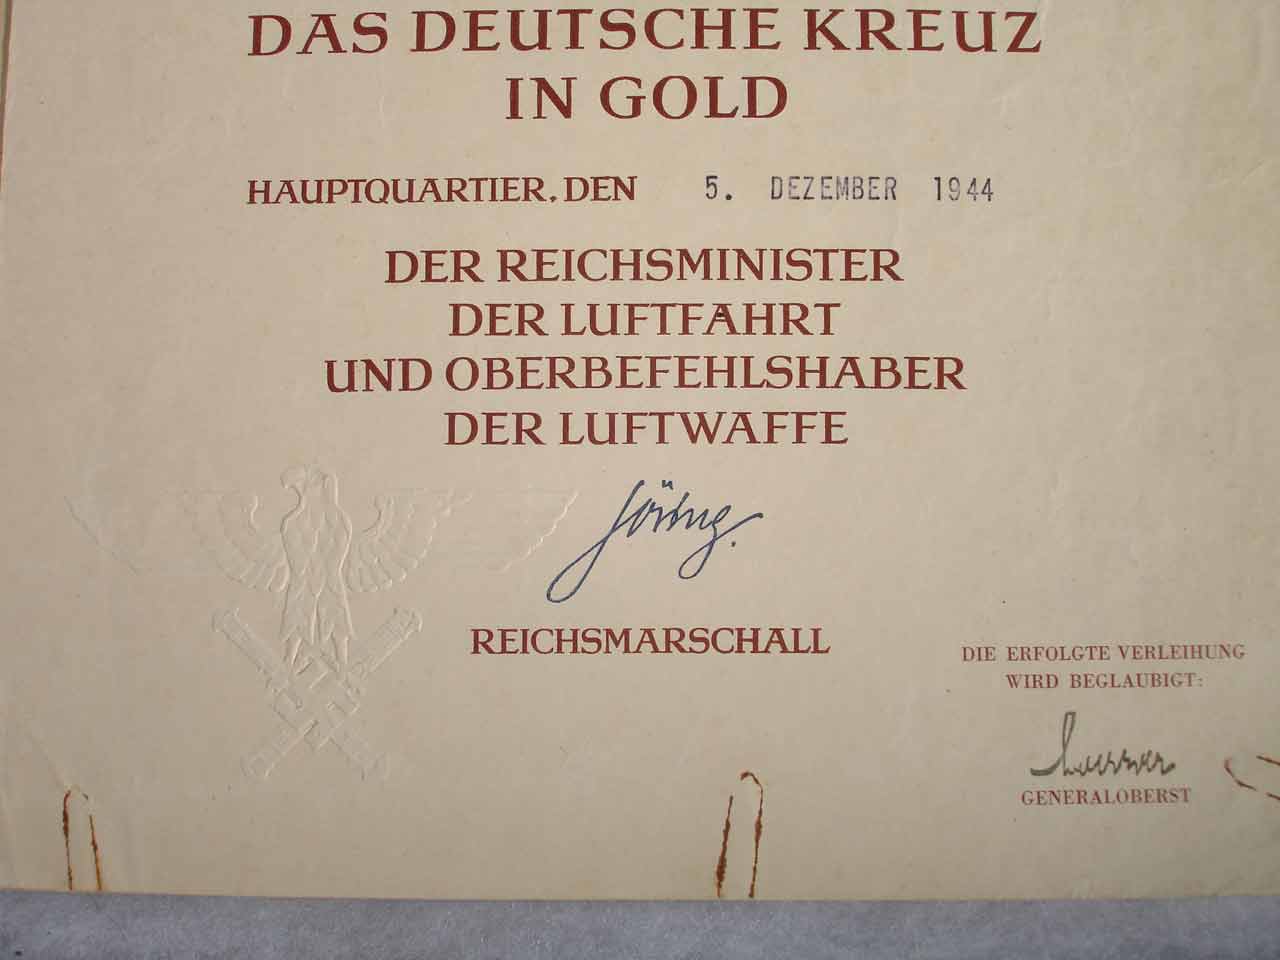 DAS DEUTSCHE KREUZ
IN GOLD
HAUPTQUARTIER, DEN 5. DEZEMBER 1944
DER REICHSMINISTER
DER LUFTFAHRT
UND OBERBEFEHLSHABER
DER LUFTWAFFE
Göring.
REICHSMARSCHALL
DIE ERFOLGTE VERLEIHUNG
WIRD BEGLAUBIGT:
GENERALOBERST